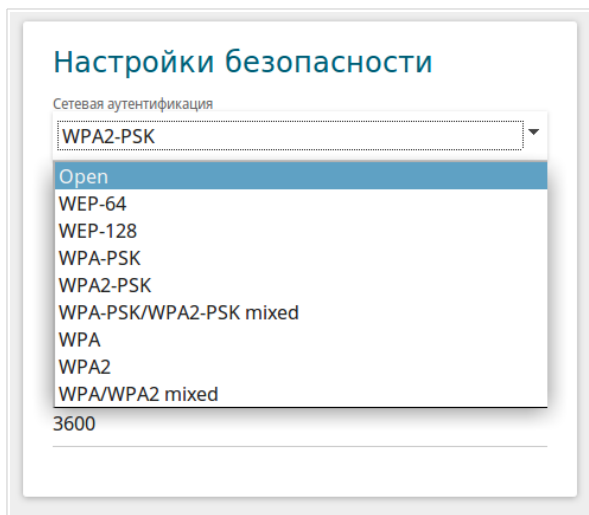 Настройки безопасности
Сетевая аутентификация
WPA2-PSK
Open
WEP-64
WEP-128
WPA-PSK
WPA2-PSK
WPA-PSK/WPA2-PSK mixed
WPA
WPA2
WPA/WPA2 mixed
3600